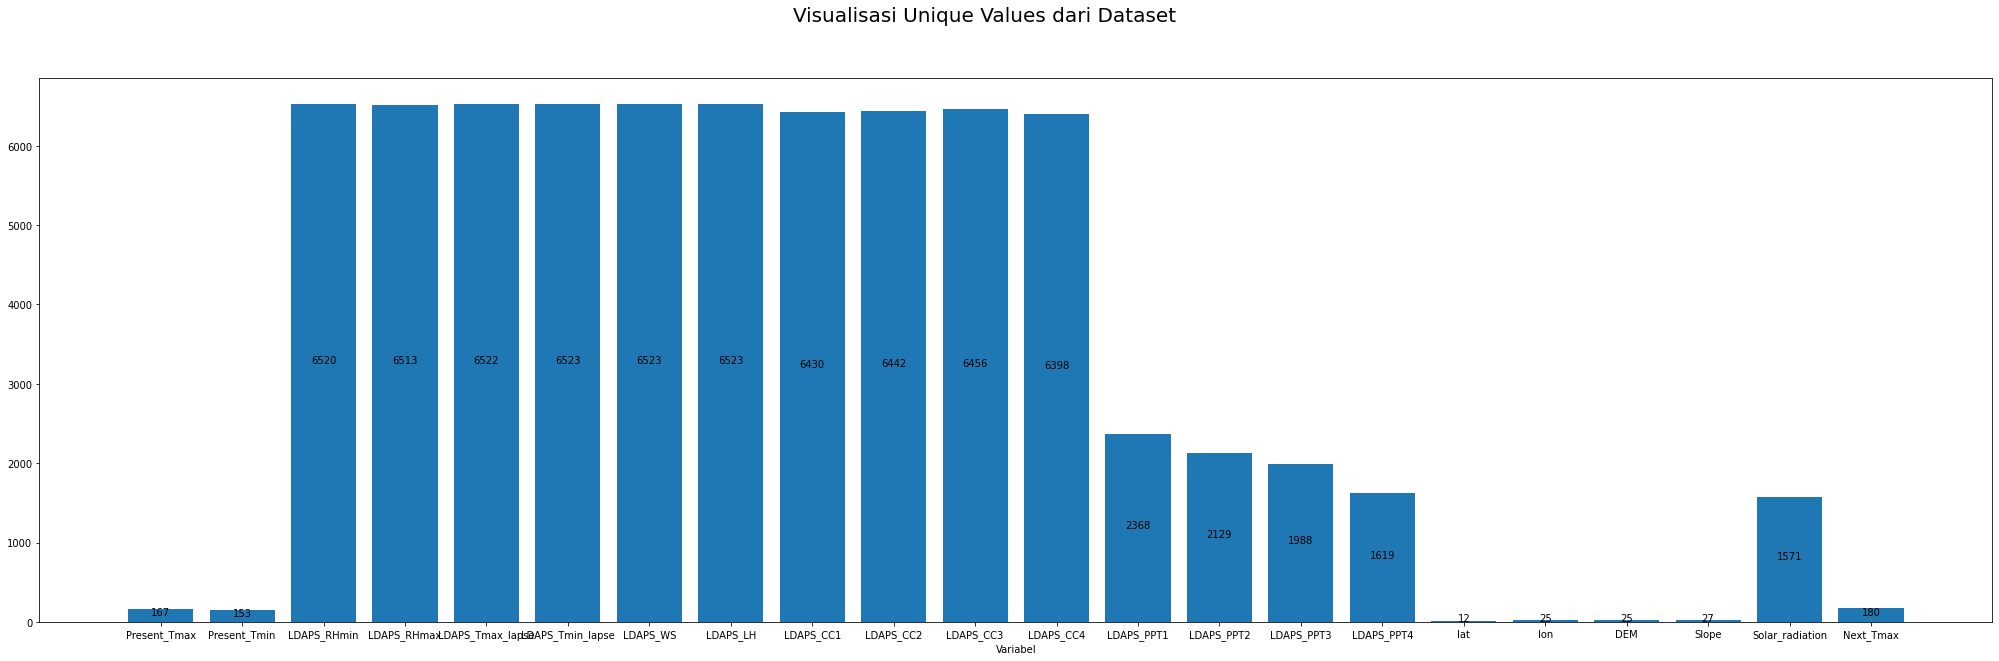 Visualisasi Unique Values dari Dataset
6000
5000
4000
3000
2000
1000
0
167 153 6520 6513 6522 6523 6523 6523 6430 6442 6456 6398 2368 2129 1988 1619 12 25 25 27 1571 180
Present_Tmax Present_Tmin LDAPS_RHmin LDAPS_RHmax LDAPS_Tmax_lapse LDAPS_Tmin_lapse LDAPS_WS LDAPS_LH LDAPS_CC1 LDAPS_CC2 LDAPS_CC3 LDAPS_CC4 LDAPS_PPT1 LDAPS_PPT2 LDAPS_PPT3 LDAPS_PPT4 lat lon DEM Slope Solar_radiation Next_Tmax
Variabel